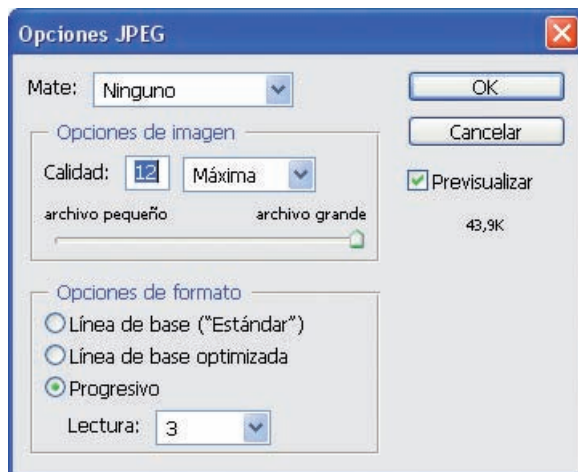 Opciones JPEG
Mate: Ninguno
Opciones de imagen
Calidad: 12 Máxima
archivo pequeño archivo grande
Opciones de formato
Línea de base (“Estándar”)
Línea de base optimizada
Progresivo
Lectura: 3
OK
Cancelar
Previsualizar
43,9K